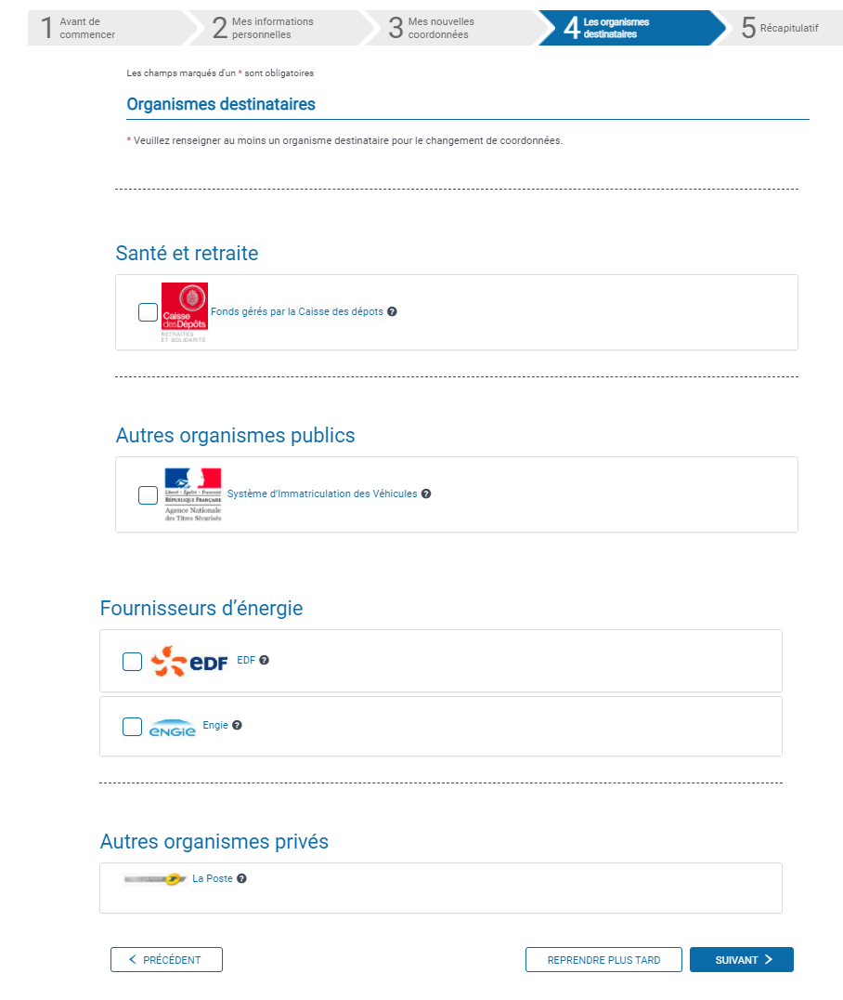 1 Avant de commencer
2 Mes informations personnelles
3 Mes nouvelles coordonnées
4 Les organismes destinataires
5 Récapitulatif
Les champs marqués d'un * sont obligatoires
Organismes destinataires
* Veuillez renseigner au moins un organisme destinataire pour le changement de coordonnées.
Santé et retraite
Caisse
desDépôts
RETRAITES
ET SOLIDARITÉ
Fonds gérés par la Caisse des dépots ?
Autres organismes publics
Liberté • Égalité • Fraternité
RÉPUBLIQUE FRANÇAISE
Agence Nationale
des Titres Sécurisés
Système d'Immatriculation des Véhicules ?
Fournisseurs d'énergie
eDF EDF ?
ENGIE Engie ?
Autres organismes privés
La Poste ?
< PRÉCÉDENT
REPRENDRE PLUS TARD
SUIVANT >